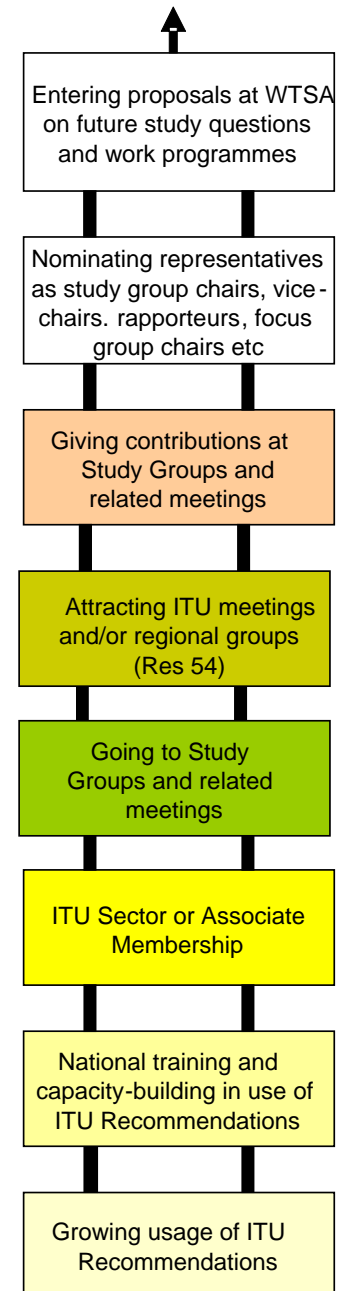 Entering proposals at WTSA
on future study questions
and work programmes
Nominating representatives
as study group chairs, vice-
chairs. rapporteurs, focus
group chairs etc
Giving contributions at
Study Groups and
related meetings
Attracting ITU meetings
and/or regional groups
(Res 54)
Going to Study
Groups and related
meetings
ITU Sector or Associate
Membership
National training and
capacity-building in use of
ITU Recommendations
Growing usage of ITU
Recommendations